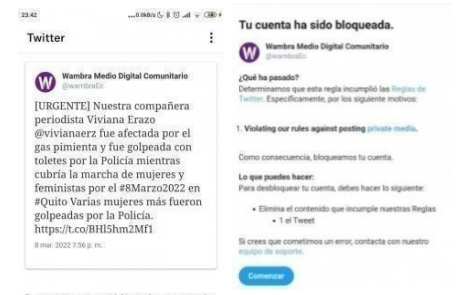 23:42
Twitter
Wambra Medio Digital Comunitario
@wambraEc
[URGENTE] Nuestra compañera
periodista Viviana Erazo
@vivianaerz fue afectada por el
gas pimienta y fue golpeada con
toletes por la Policía mientras
cubría la marcha de mujeres y
feministas por el #8Marzo2022 en
#Quito Varias mujeres más fueron
golpeadas por la Policía.
https://t.co/BHl5hm2Mf1
8 mar. 2022 7:56 p. m.
Tu cuenta ha sido bloqueada.
Wambra Medio Digital Comunitario
@wambraEc
¿Qué ha pasado?
Determinamos que esta regla incumplió las Reglas de
Twitter. Específicamente, por los siguiente motivos:
1. Violating our rules against posting private media.
Como consecuencia, bloqueamos tu cuenta.
Lo que puedes hacer:
Para desbloquear tu cuenta, debes hacer lo siguiente:
• Elimina el contenido que incumple nuestras Reglas
• 1 el Tweet
Si crees que cometimos un error, contacta con nuestro
equipo de soporte.
Comenzar